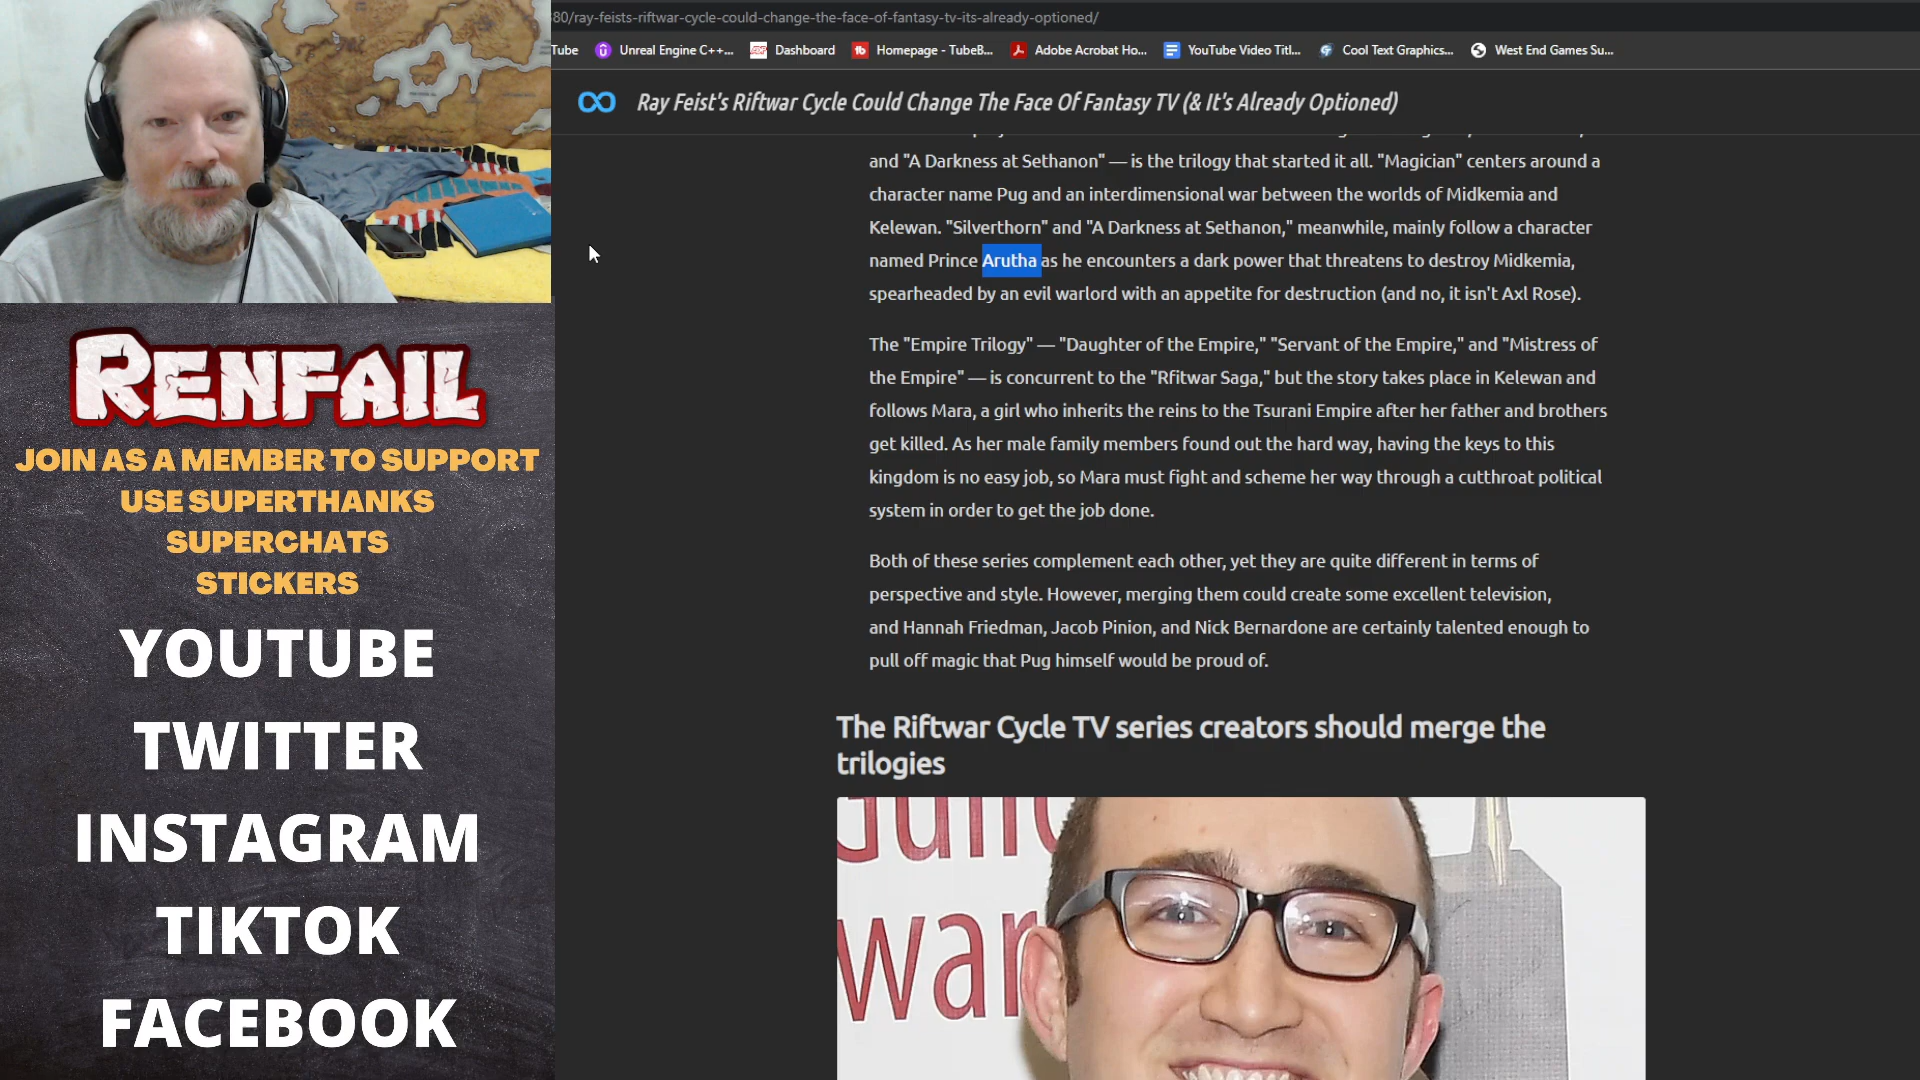 80/ray-feists-riftwar-cycle-could-change-the-face-of-fantasy-tv-its-already-optioned/
Tube
Unreal Engine C++...
Dashboard
Homepage - TubeB...
Adobe Acrobat Ho...
YouTube Video Titl...
Cool Text Graphics...
West End Games Su...
Ray Feist's Riftwar Cycle Could Change The Face Of Fantasy TV (& It's Already Optioned)
and "A Darkness at Sethanon" — is the trilogy that started it all. "Magician" centers around a
character name Pug and an interdimensional war between the worlds of Midkemia and
Kelewan. "Silverthorn" and "A Darkness at Sethanon," meanwhile, mainly follow a character
named Prince Arutha as he encounters a dark power that threatens to destroy Midkemia,
spearheaded by an evil warlord with an appetite for destruction (and no, it isn't Axl Rose).
The "Empire Trilogy" — "Daughter of the Empire," "Servant of the Empire," and "Mistress of
the Empire" — is concurrent to the "Rfitwar Saga," but the story takes place in Kelewan and
follows Mara, a girl who inherits the reins to the Tsurani Empire after her father and brothers
get killed. As her male family members found out the hard way, having the keys to this
kingdom is no easy job, so Mara must fight and scheme her way through a cutthroat political
system in order to get the job done.
Both of these series complement each other, yet they are quite different in terms of
perspective and style. However, merging them could create some excellent television,
and Hannah Friedman, Jacob Pinion, and Nick Bernardone are certainly talented enough to
pull off magic that Pug himself would be proud of.
The Riftwar Cycle TV series creators should merge the
trilogies
Guild
war
RENFAIL
JOIN AS A MEMBER TO SUPPORT
USE SUPERTHANKS
SUPERCHATS
STICKERS
YOUTUBE
TWITTER
INSTAGRAM
TIKTOK
FACEBOOK